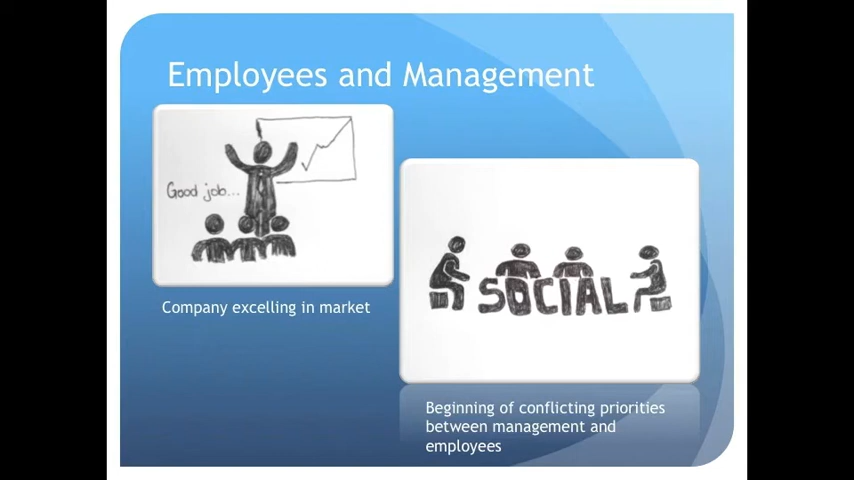 Employees and Management
Good job...
Company excelling in market
SOCIAL
Beginning of conflicting priorities
between management and
employees